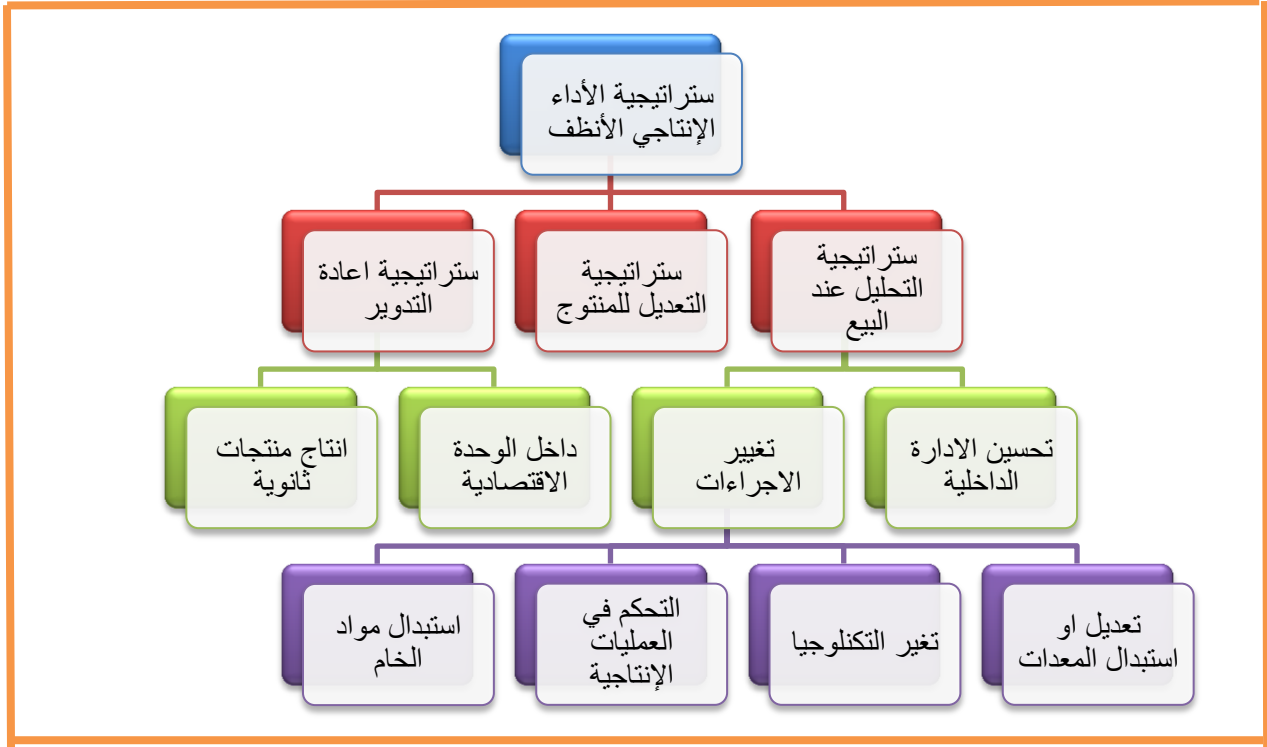 ستراتيجية الأداء
الإنتاجي الأنظف
ستراتيجية
التحليل عند
البيع
ستراتيجية
التعديل للمنتوج
ستراتيجية اعادة
التدوير
تحسين الادارة
الداخلية
تغيير
الاجراءات
داخل الوحدة
الاقتصادية
انتاج منتجات
ثانوية
تعديل او
استبدال المعدات
تغير التكنلوجيا
التحكم في
العمليات
الإنتاجية
استبدال مواد
الخام